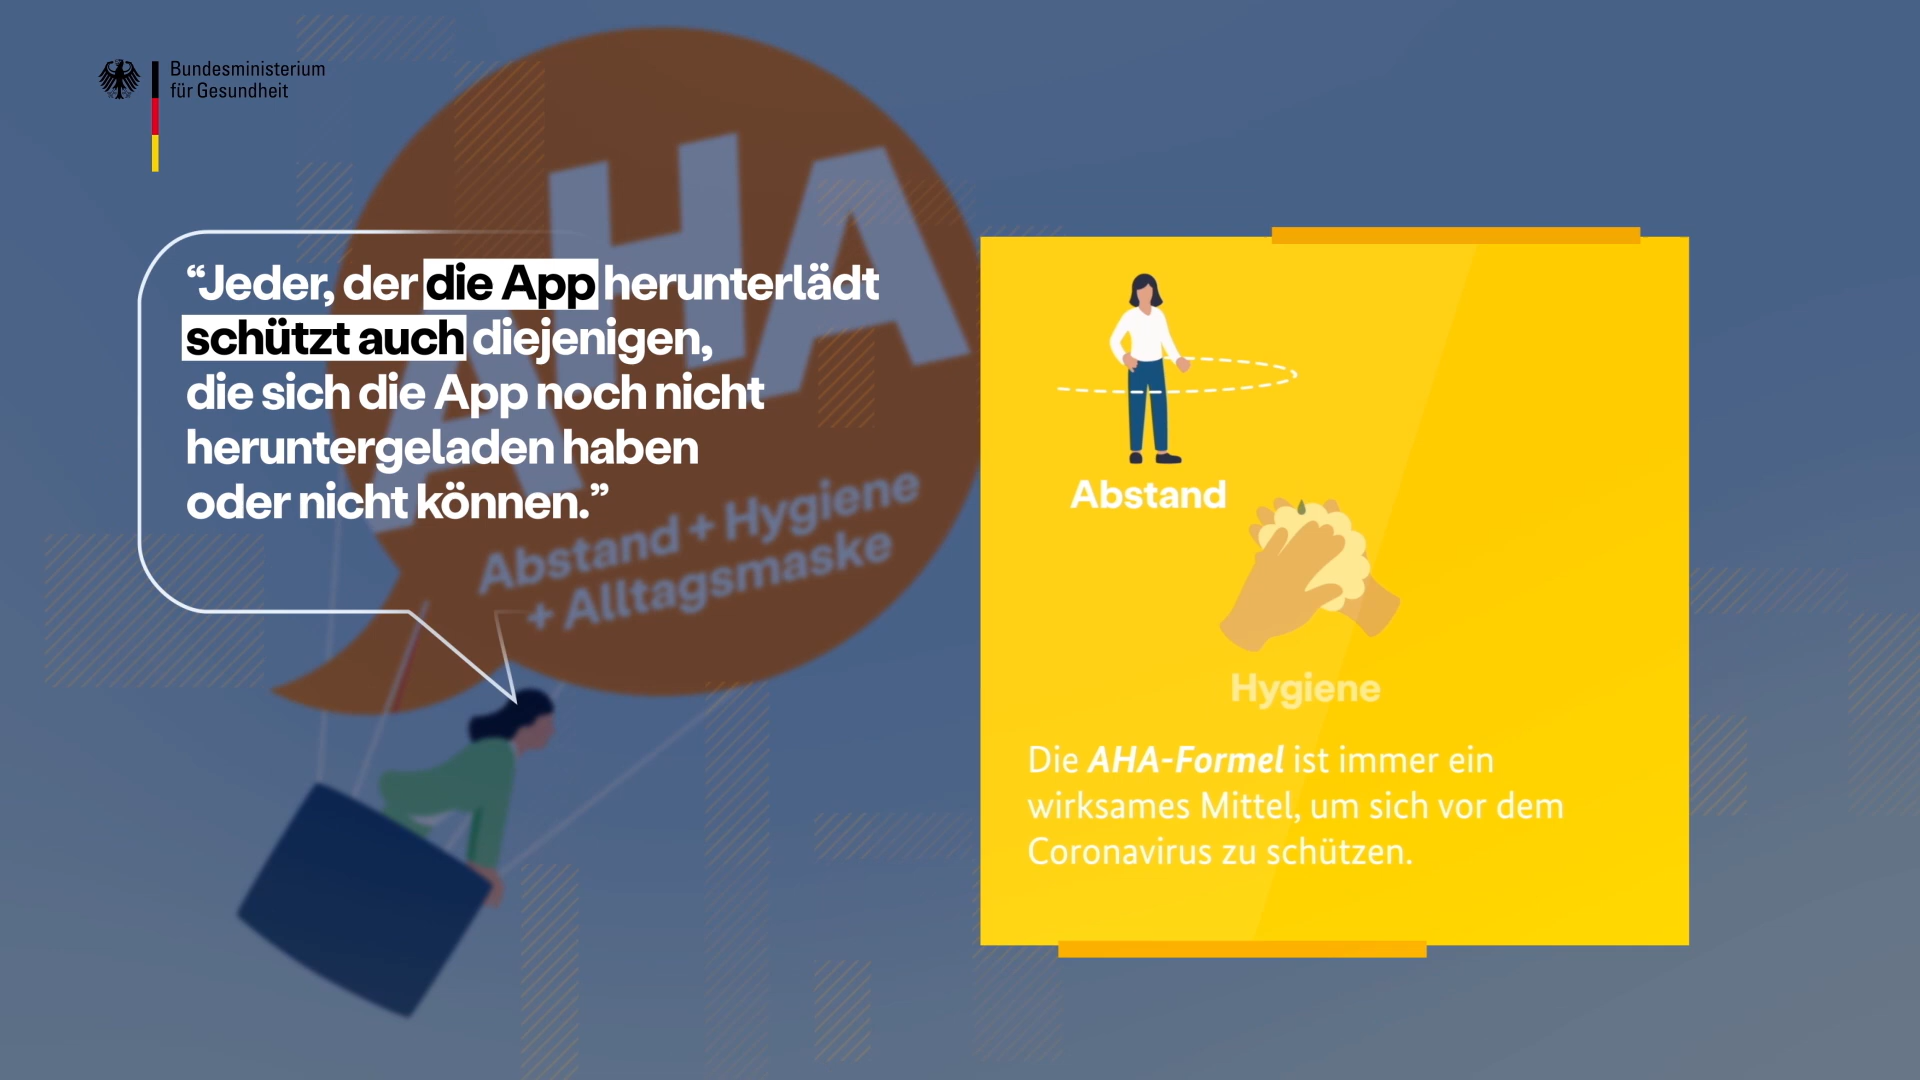 Bundesministerium
für Gesundheit
AHA
“Jeder, der die App herunterlädt
schützt auch diejenigen,
die sich die App noch nicht
heruntergeladen haben
oder nicht können.”
Abstand + Hygiene
+ Alltagsmaske
Abstand
Hygiene
Die AHA-Formel ist immer ein
wirksames Mittel, um sich vor dem
Coronavirus zu schützen.